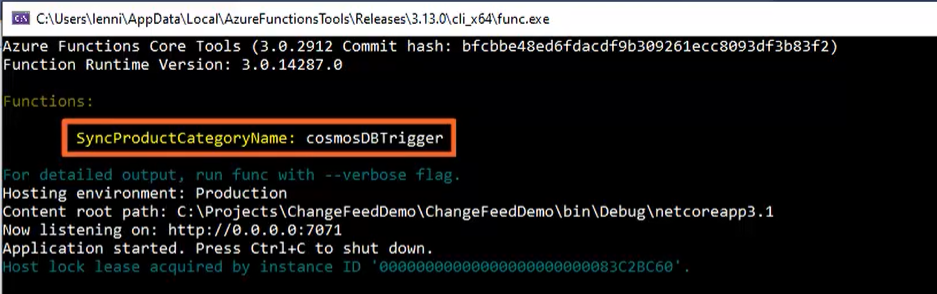 C:\Users\lenni\AppData\Local\AzureFunctionsTools\Releases\3.13.0\cli_x64\func.exe
Azure Functions Core Tools (3.0.2912 Commit hash: bfcbbe48ed6fdacdf9b309261ecc8093df3b83f2)
Function Runtime Version: 3.0.14287.0
Functions:
SyncProductCategoryName: cosmosDBTrigger
For detailed output, run func with --verbose flag.
Hosting environment: Production
Content root path: C:\Projects\ChangeFeedDemo\ChangeFeedDemo\bin\Debug\netcoreapp3.1
Now listening on: http://0.0.0.0:7071
Application started. Press Ctrl+C to shut down.
Host lock lease acquired by instance ID '000000000000000000000000083C2BC60'.